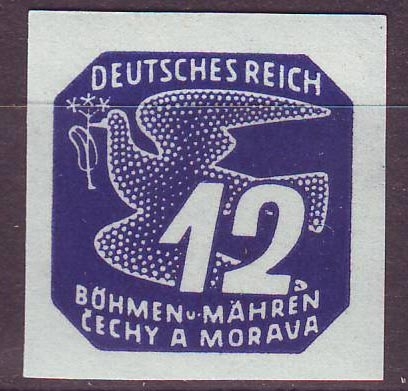 DEUTSCHES REICH
12
BÖHMEN u. MÄHREN
ČECHY A MORAVA